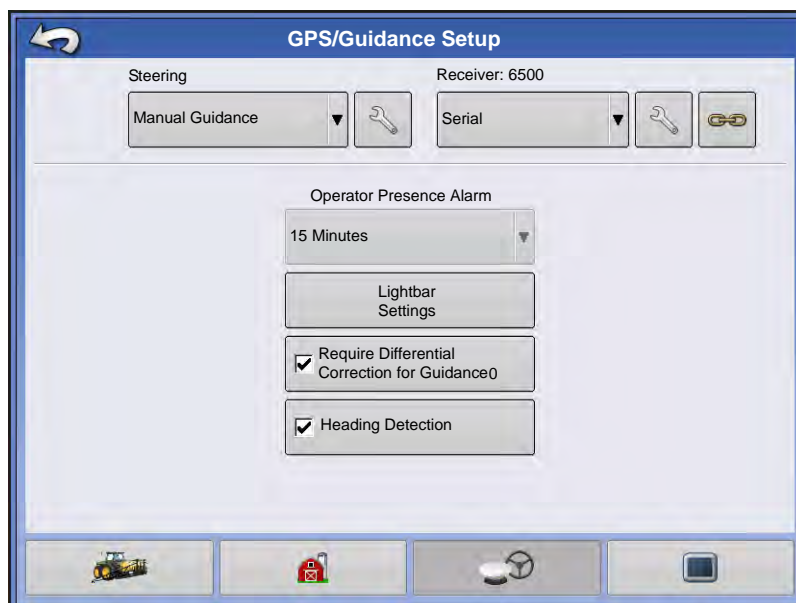 GPS/Guidance Setup
Steering
Receiver: 6500
Manual Guidance
Serial
Operator Presence Alarm
15 Minutes
Lightbar
Settings
Require Differential
Correction for Guidance0
Heading Detection